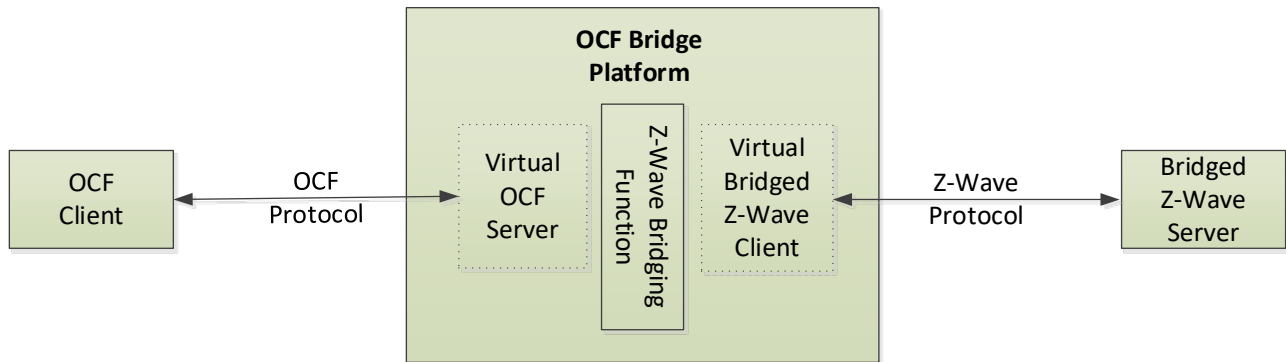 OCF Bridge
Platform
OCF
Client
OCF
Protocol
Virtual
OCF
Server
Z-Wave Bridging
Function
Virtual
Bridged
Z-Wave
Client
Z-Wave
Protocol
Bridged
Z-Wave
Server